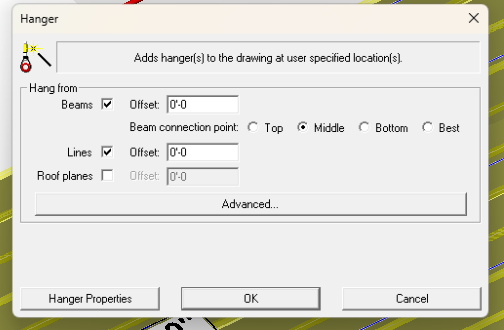 Hanger
Adds hanger(s) to the drawing at user specified location(s).
Hang from
Beams Offset: 0'-0
Beam connection point: Top Middle Bottom Best
Lines Offset: 0'-0
Roof planes Offset: 0'-0
Advanced...
Hanger Properties OK Cancel